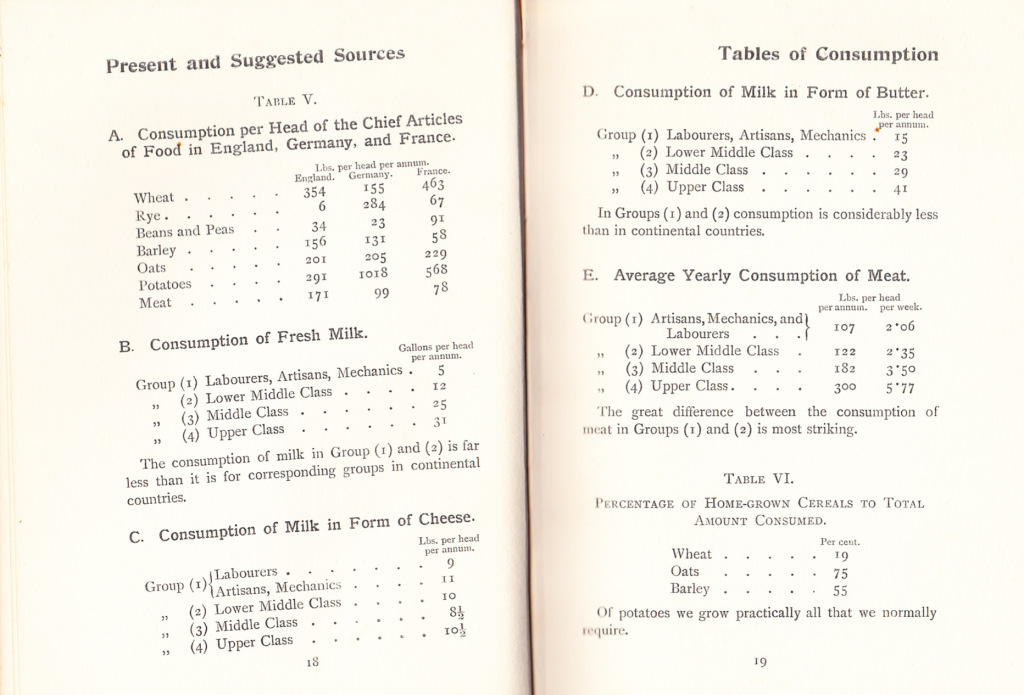 Present and Suggested Sources
TABLE V.
A. Consumption per Head of the Chief Articles
of Food in England, Germany, and France.
Lbs. per head per annum.
England. Germany. France.
Wheat . . . . . 354 155 463
Rye . . . . . . 6 284 67
Beans and Peas . . 34 23 91
Barley . . . . . 156 131 58
Oats . . . . . 201 205 229
Potatoes . . . . 291 1018 568
Meat . . . . . 171 99 78
B. Consumption of Fresh Milk.
Gallons per head
per annum.
Group (1) Labourers, Artisans, Mechanics . 5
„ (2) Lower Middle Class . . . . 12
„ (3) Middle Class . . . . . . 25
„ (4) Upper Class . . . . . . 31
The consumption of milk in Group (1) and (2) is far
less than it is for corresponding groups in continental
countries.
C. Consumption of Milk in Form of Cheese.
Lbs. per head
per annum.
Group (1) { Labourers . . . . . . . 9
{ Artisans, Mechanics . . . . 11
„ (2) Lower Middle Class . . . . 10
„ (3) Middle Class . . . . . . 8½
„ (4) Upper Class . . . . . . 10½
18
Tables of Consumption
D. Consumption of Milk in Form of Butter.
Lbs. per head
per annum.
Group (1) Labourers, Artisans, Mechanics . 15
„ (2) Lower Middle Class . . . . 23
„ (3) Middle Class . . . . . . 29
„ (4) Upper Class . . . . . . 41
In Groups (1) and (2) consumption is considerably less
than in continental countries.
E. Average Yearly Consumption of Meat.
Lbs. per head
per annum. per week.
Group (1) Artisans, Mechanics, and }
Labourers . . . } 107 2·06
„ (2) Lower Middle Class . 122 2·35
„ (3) Middle Class . . . 182 3·50
„ (4) Upper Class . . . . 300 5·77
The great difference between the consumption of
meat in Groups (1) and (2) is most striking.
TABLE VI.
PERCENTAGE OF HOME-GROWN CEREALS TO TOTAL
AMOUNT CONSUMED.
Per cent.
Wheat . . . . . 19
Oats . . . . . 75
Barley . . . . . 55
Of potatoes we grow practically all that we normally
require.
19